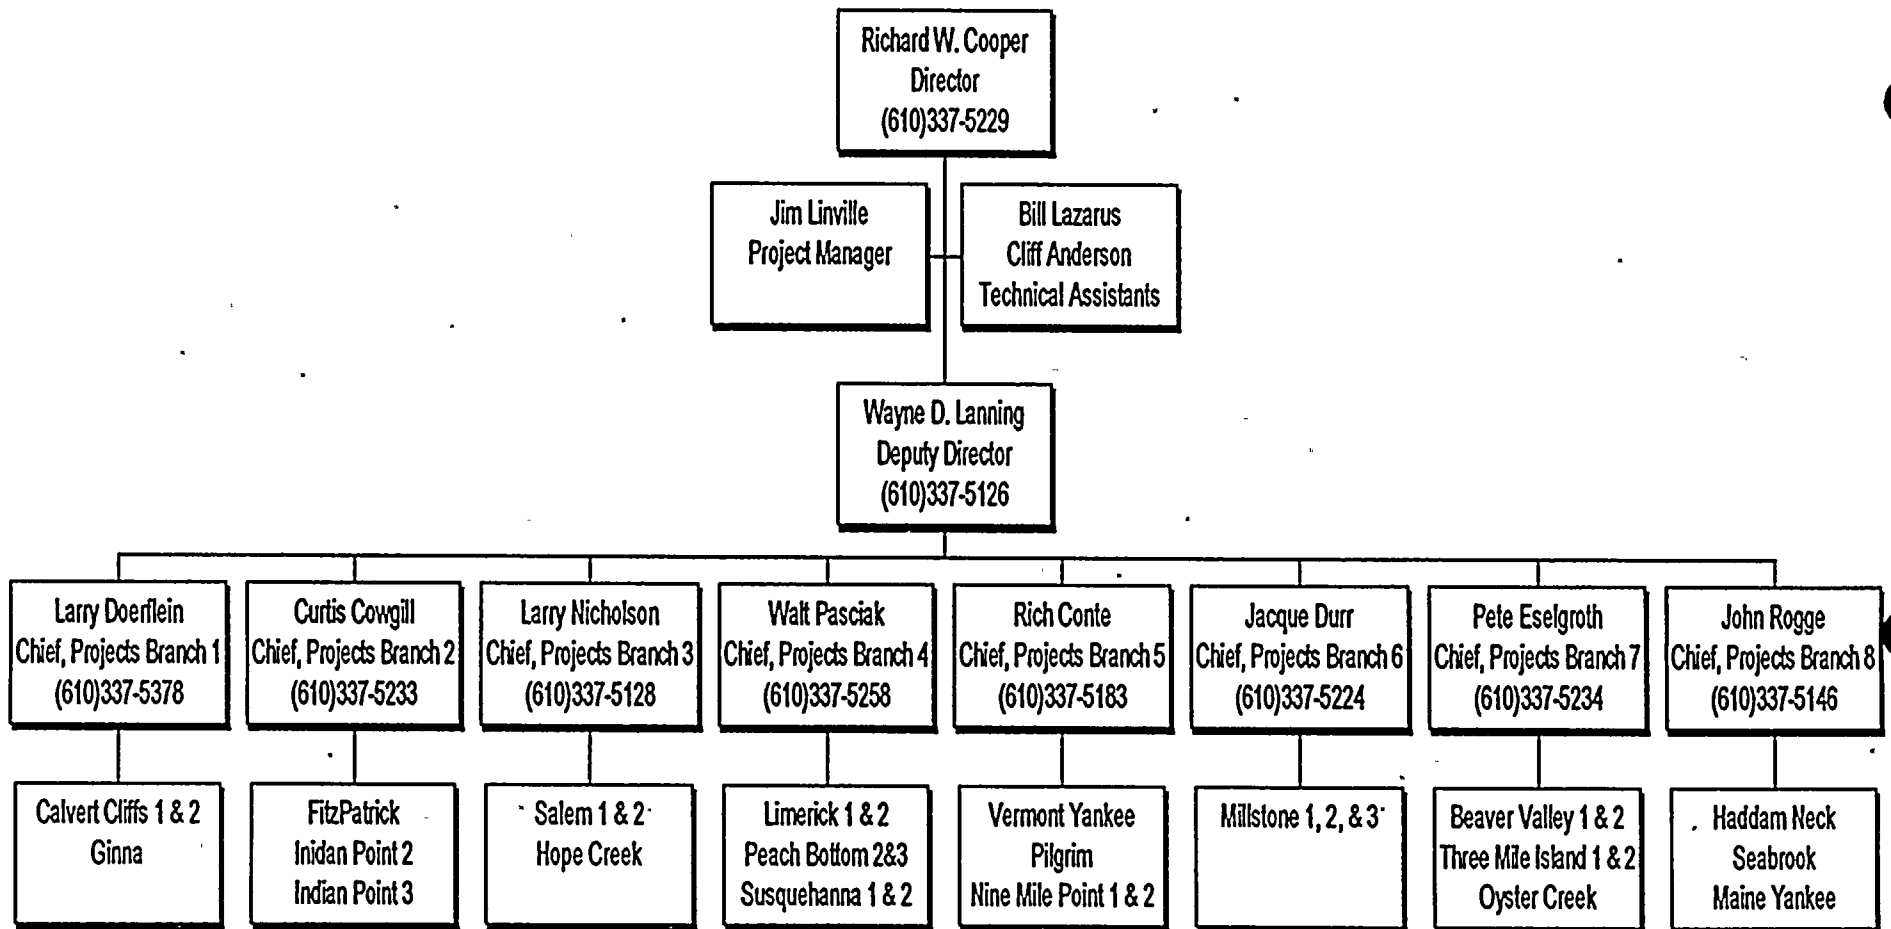 Richard W. Cooper
Director
(610)337-5229
Jim Linville
Project Manager
Bill Lazarus
Cliff Anderson
Technical Assistants
Wayne D. Lanning
Deputy Director
(610)337-5126
Larry Doerflein
Chief, Projects Branch 1
(610)337-5378
Curtis Cowgill
Chief, Projects Branch 2
(610)337-5233
Larry Nicholson
Chief, Projects Branch 3
(610)337-5128
Walt Pasciak
Chief, Projects Branch 4
(610)337-5258
Rich Conte
Chief, Projects Branch 5
(610)337-5183
Jacque Durr
Chief, Projects Branch 6
(610)337-5224
Pete Eselgroth
Chief, Projects Branch 7
(610)337-5234
John Rogge
Chief, Projects Branch 8
(610)337-5146
Calvert Cliffs 1 & 2
Ginna
FitzPatrick
Inidan Point 2
Indian Point 3
Salem 1 & 2
Hope Creek
Limerick 1 & 2
Peach Bottom 2&3
Susquehanna 1 & 2
Vermont Yankee
Pilgrim
Nine Mile Point 1 & 2
Millstone 1, 2, & 3
Beaver Valley 1 & 2
Three Mile Island 1 & 2
Oyster Creek
Haddam Neck
Seabrook
Maine Yankee